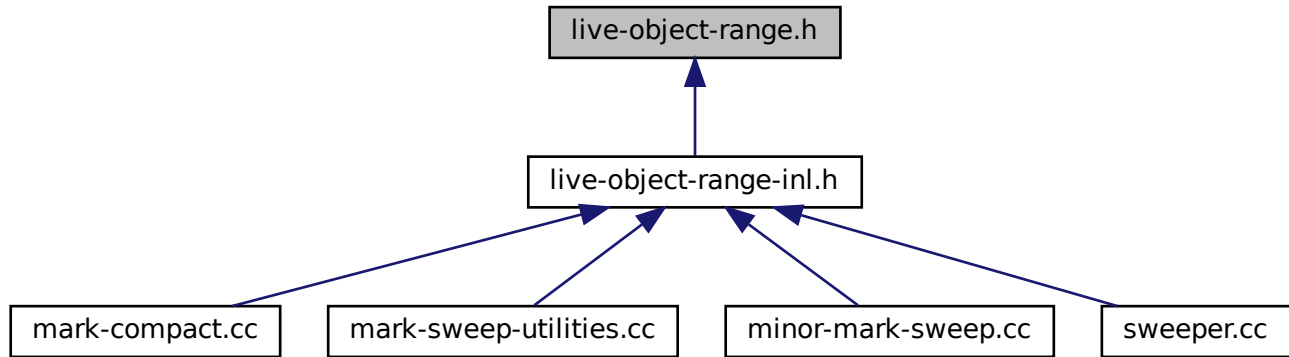 live-object-range.h
live-object-range-inl.h
mark-compact.cc
mark-sweep-utilities.cc
minor-mark-sweep.cc
sweeper.cc